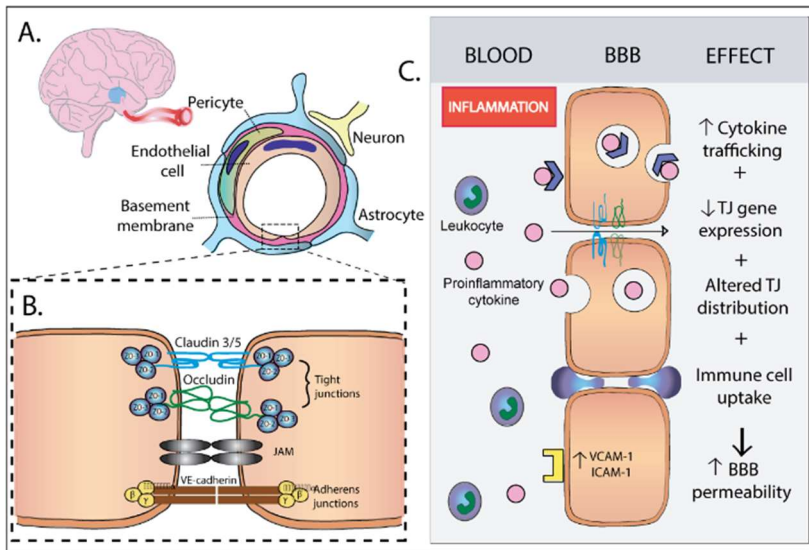 A.
Pericyte
Endothelial
cell
Basement
membrane
Neuron
Astrocyte
B.
Claudin 3/5
Occludin
Tight
junctions
JAM
VE-cadherin
Adherens
junctions
β
γ
β
γ
C.
BLOOD
BBB
EFFECT
INFLAMMATION
Leukocyte
Proinflammatory
cytokine
↑ VCAM-1
ICAM-1
↑ Cytokine
trafficking
+
↓ TJ gene
expression
+
Altered TJ
distribution
+
Immune cell
uptake
↓
↑ BBB
permeability